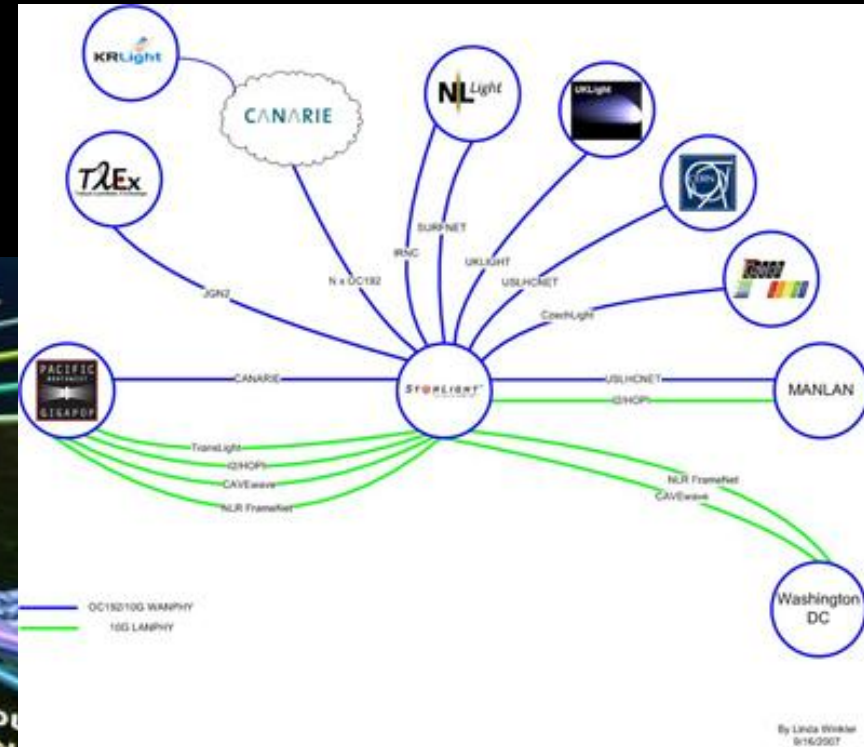 KRLight
CANARIE
NLLight
UKLight
CERN
TλEx
SURFNET
IRNC
UKLIGHT
N x OC192
USLHCNET
JGN2
CzechLight
PACIFIC
NORTHWEST
GIGAPOP
CANARIE
STARLIGHT
USLHCNET
I2/HOPI
MANLAN
TransLight
I2/HOPI
CAVEwave
NLR FrameNet
NLR FrameNet
CAVEwave
Washington
DC
OC192/10G WANPHY
10G LANPHY
By Linda Winkler
9/16/2007